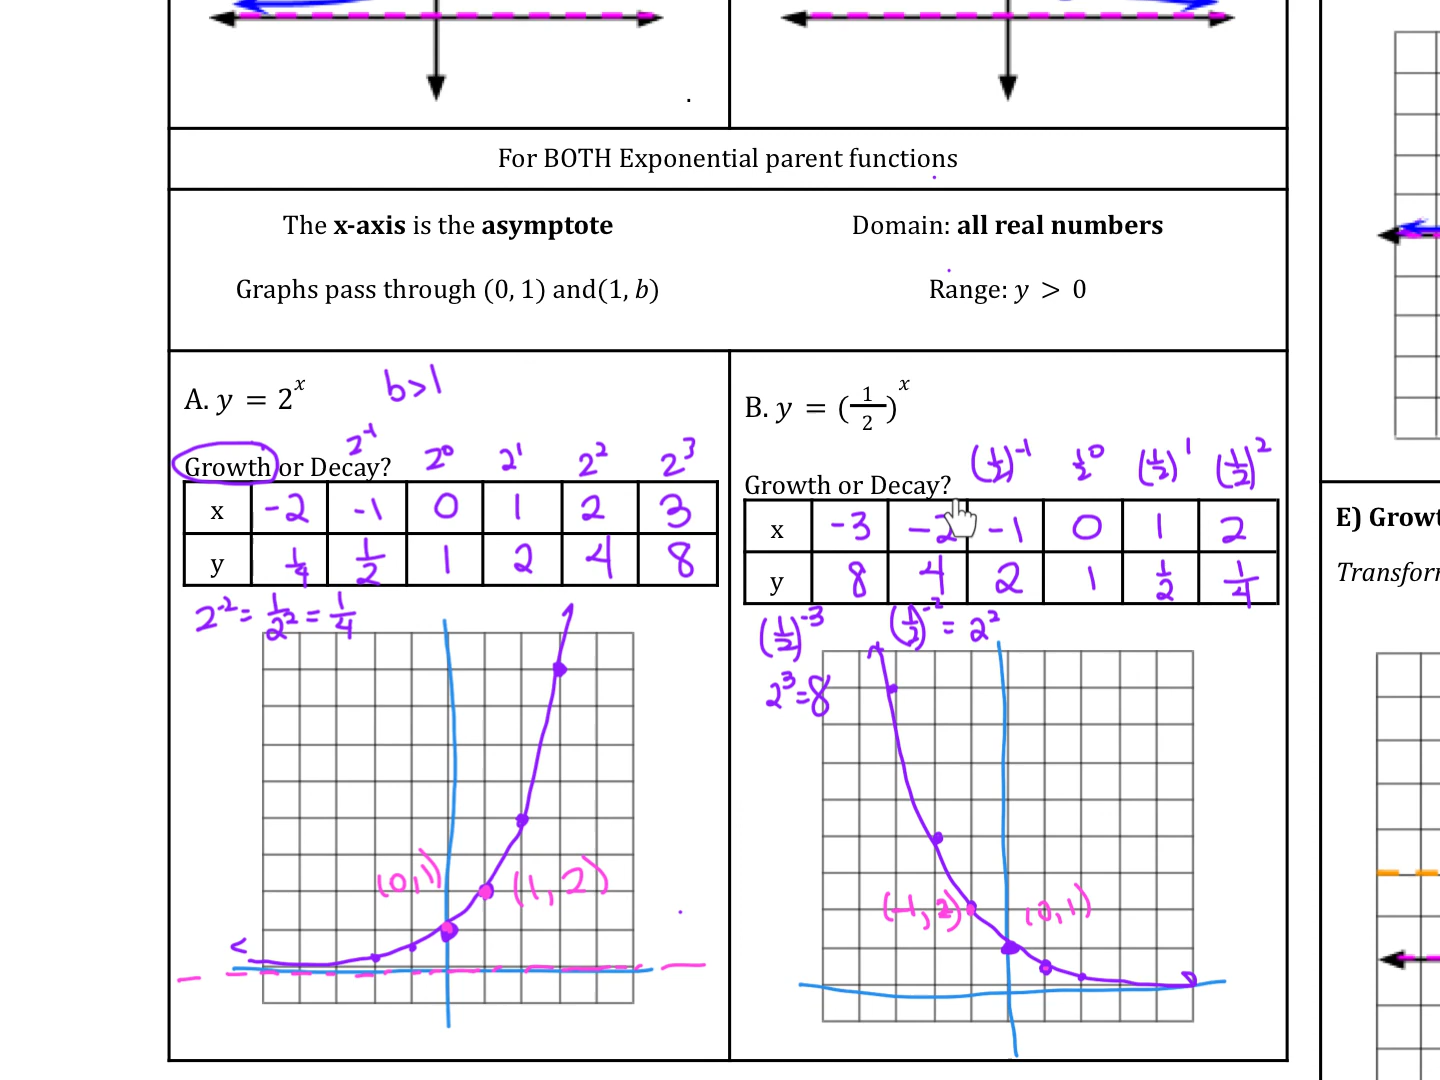 For BOTH Exponential parent functions
The x-axis is the asymptote
Graphs pass through (0, 1) and(1, b)
Domain: all real numbers
Range: y > 0
A. y = 2^x
b>1
2^-1 2^0 2^1 2^2 2^3
Growth or Decay?
x -2 -1 0 1 2 3
y 1/4 1/2 1 2 4 8
2^-2 = 1/2^2 = 1/4
(0,1) (1,2)
B. y = (1/2)^x
(1/2)^-1 1/2^0 (1/2)^1 (1/2)^2
Growth or Decay?
x -3 -2 -1 0 1 2
y 8 4 2 1 1/2 1/4
(1/2)^-3 (1/2)^-2 = 2^2
2^3=8
(-1,2) (0,1)
E) Growt
Transforn